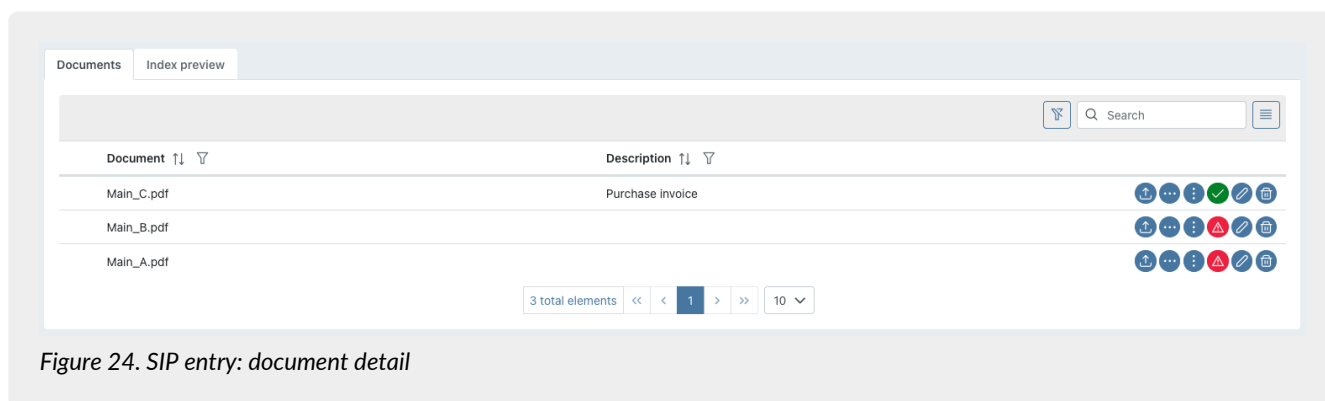 Documents Index preview
Search
Document Description
Main_C.pdf Purchase invoice
Main_B.pdf
Main_A.pdf
3 total elements « < 1 > » 10
Figure 24. SIP entry: document detail